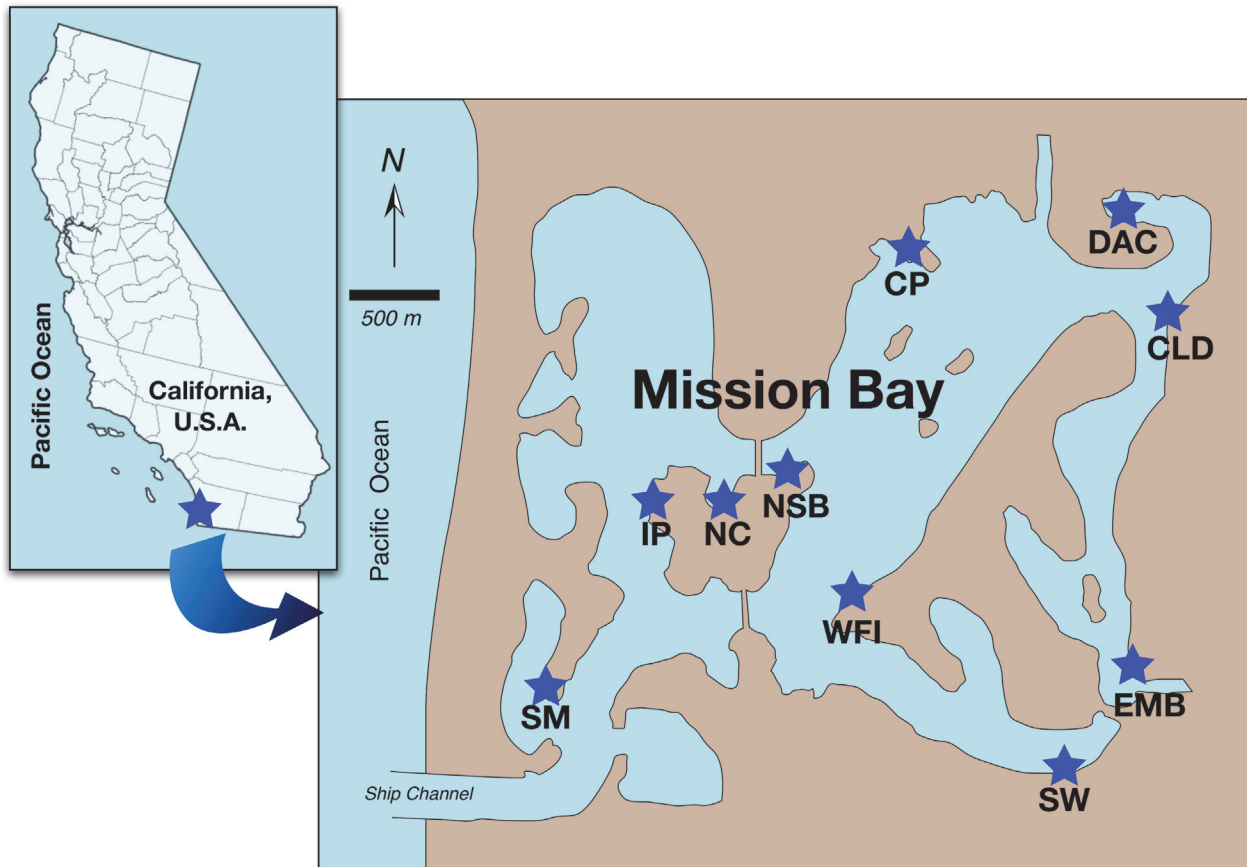 Pacific Ocean
California,
U.S.A.
N
500 m
Pacific Ocean
Mission Bay
DAC
CP
CLD
NSB
IP
NC
WFI
SM
EMB
SW
Ship Channel